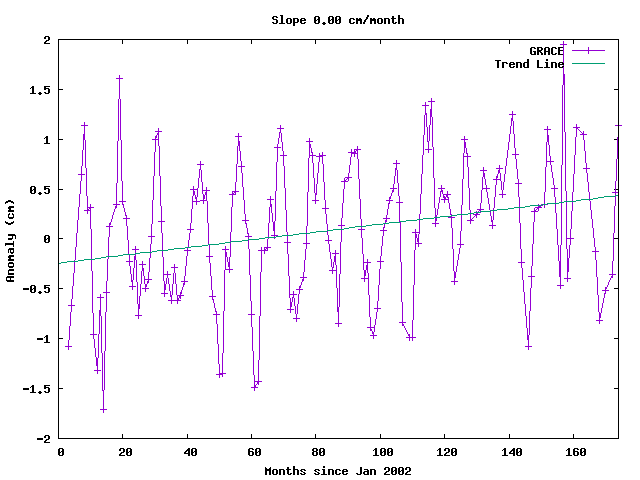 Slope 0.00 cm/month
GRACE
Trend Line
2
1.5
1
0.5
0
-0.5
-1
-1.5
-2
Anomaly (cm)
0 20 40 60 80 100 120 140 160
Months since Jan 2002